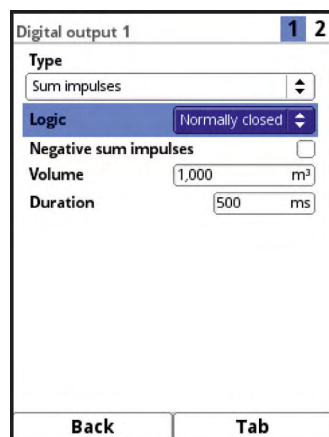 Digital output 1 1 2
Type
Sum impulses
Logic Normally closed
Negative sum impulses
Volume 1,000 m³
Duration 500 ms
Back Tab